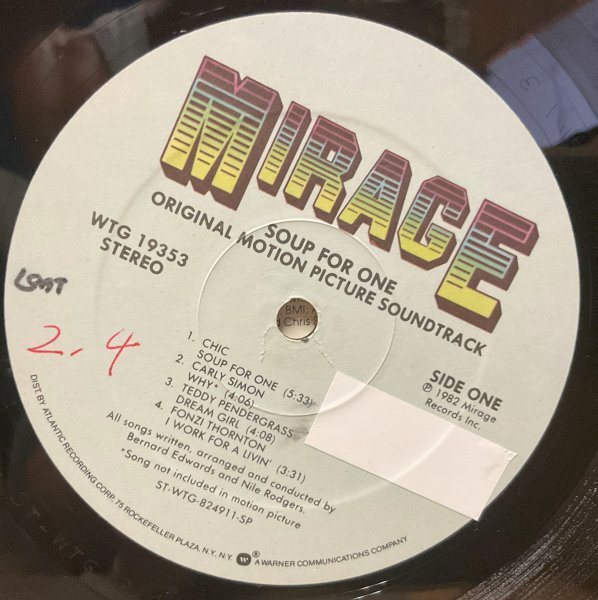 MIRAGE
SOUP FOR ONE
ORIGINAL MOTION PICTURE SOUNDTRACK
WTG 19353
STEREO
2.4
BMI,
Chris
SIDE ONE
℗ 1982 Mirage
Records Inc.
1. CHIC
SOUP FOR ONE (5:33)
2. CARLY SIMON
WHY* (4:06)
3. TEDDY PENDERGRASS
DREAM GIRL (4:08)
4. FONZI THORNTON
I WORK FOR A LIVIN' (3:31)
All songs written, arranged and conducted by
Bernard Edwards and Nile Rodgers.
*Song not included in motion picture
ST-WTG-824911-SP
DIST. BY ATLANTIC RECORDING CORP. 75 ROCKEFELLER PLAZA, N.Y., N.Y. ® A WARNER COMMUNICATIONS COMPANY